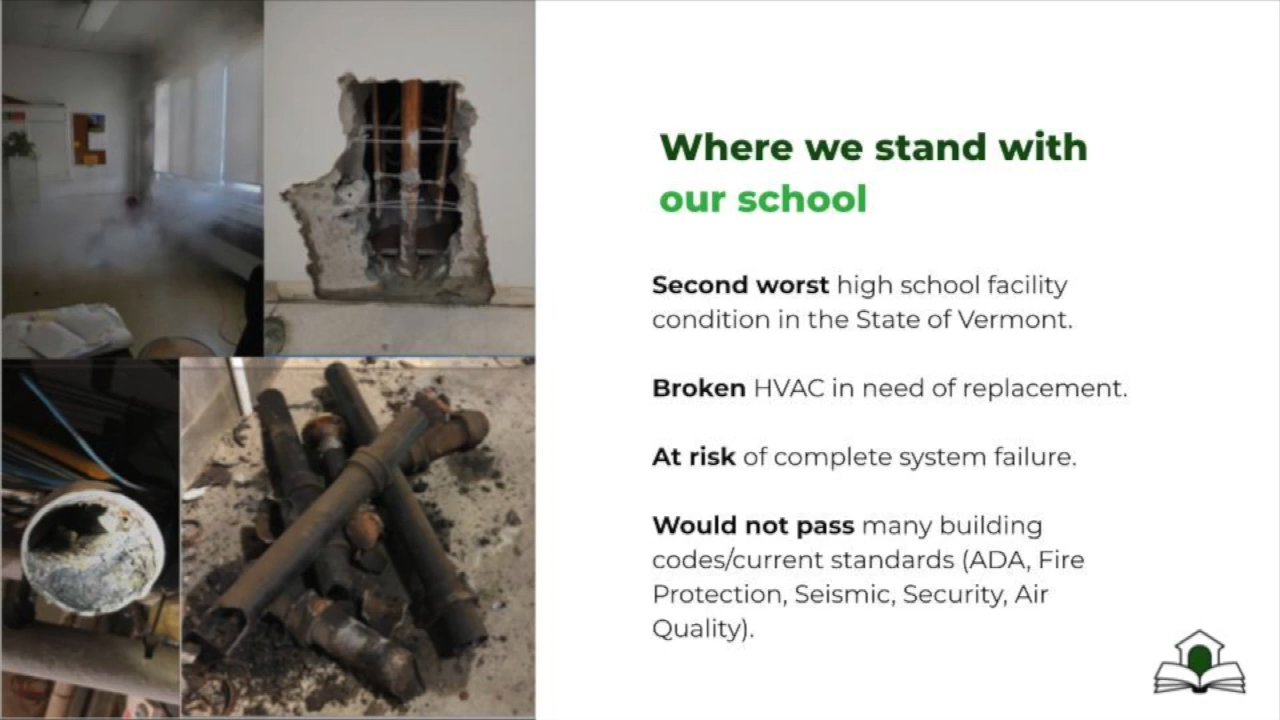 Where we stand with
our school
Second worst high school facility
condition in the State of Vermont.
Broken HVAC in need of replacement.
At risk of complete system failure.
Would not pass many building
codes/current standards (ADA, Fire
Protection, Seismic, Security, Air
Quality).